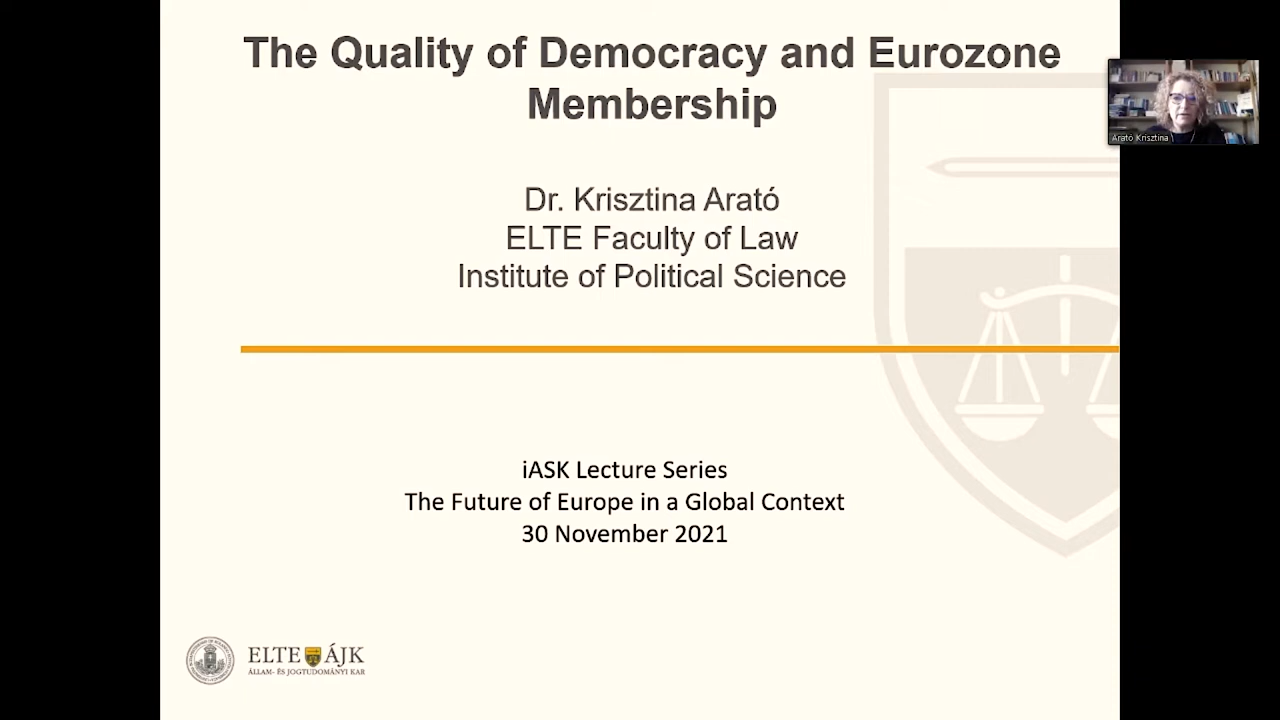 The Quality of Democracy and Eurozone
Membership
Arató Krisztina
Dr. Krisztina Arató
ELTE Faculty of Law
Institute of Political Science
iASK Lecture Series
The Future of Europe in a Global Context
30 November 2021
ELTE ÁJK
ÁLLAM- ÉS JOGTUDOMÁNYI KAR